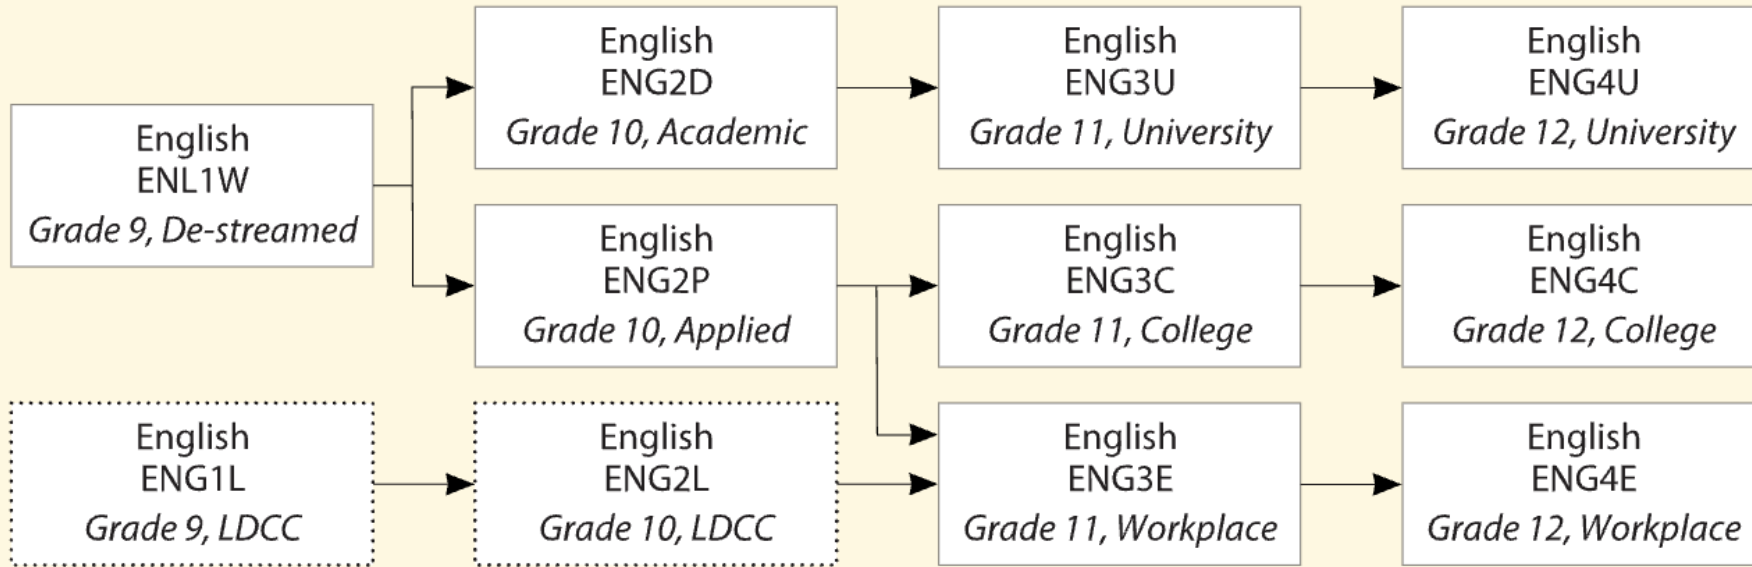 English
ENL1W
Grade 9, De-streamed
English
ENG2D
Grade 10, Academic
English
ENG3U
Grade 11, University
English
ENG4U
Grade 12, University
English
ENG2P
Grade 10, Applied
English
ENG3C
Grade 11, College
English
ENG4C
Grade 12, College
English
ENG1L
Grade 9, LDCC
English
ENG2L
Grade 10, LDCC
English
ENG3E
Grade 11, Workplace
English
ENG4E
Grade 12, Workplace